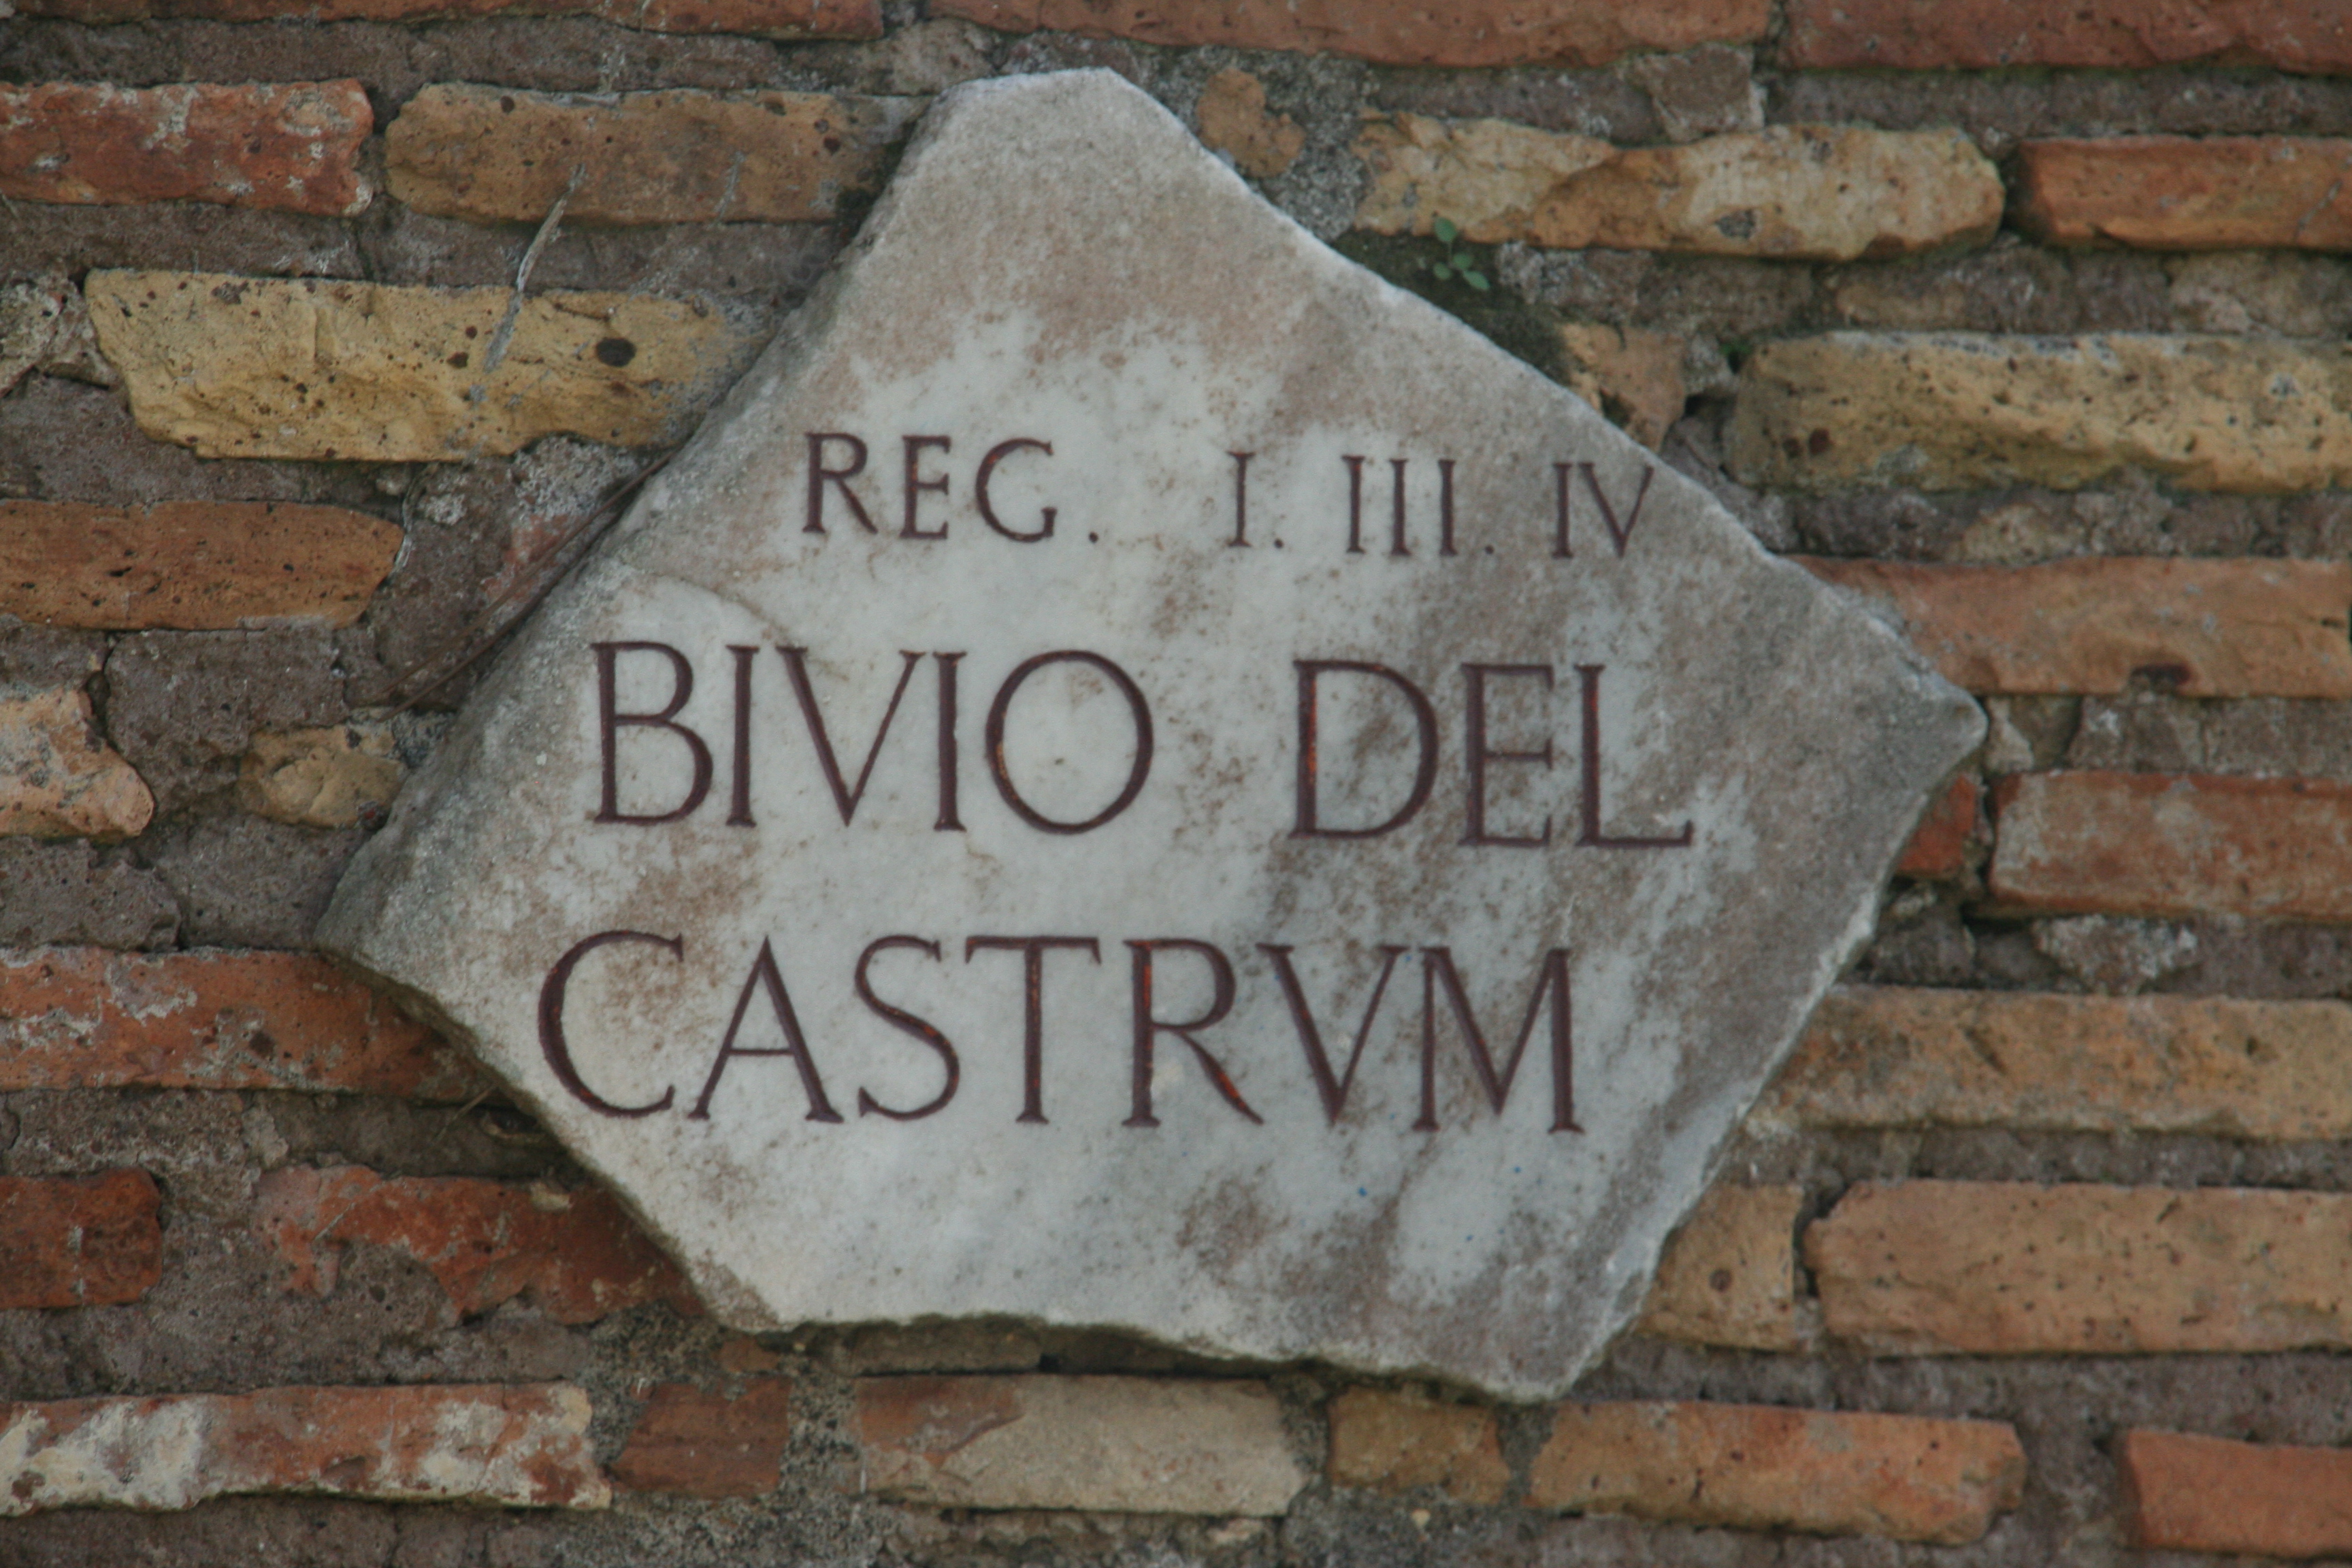 REG. I. III. IV
BIVIO DEL
CASTRVM